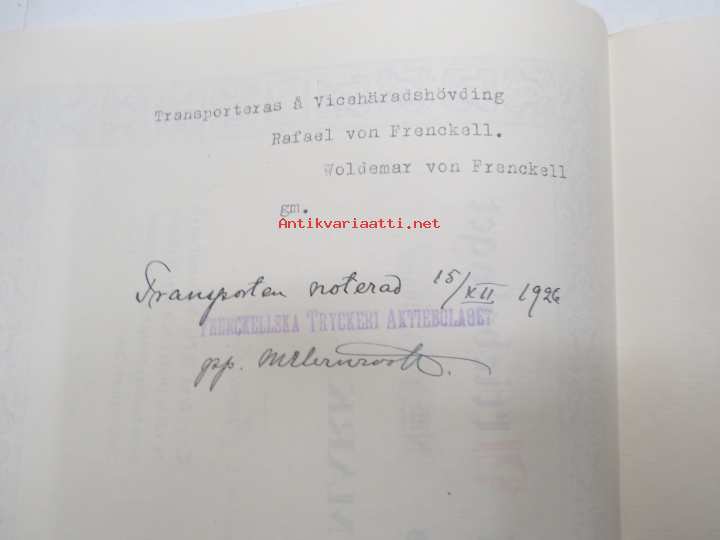 Transporteras å Vicehäradshövding
Rafael von Frenckell.
Woldemar von Frenckell
gm.
Antikvariaatti.net
Transporten noterad 15/XII 1926
FRENCKELLSKA TRYCKERI AKTIEBOLAGET
pp.